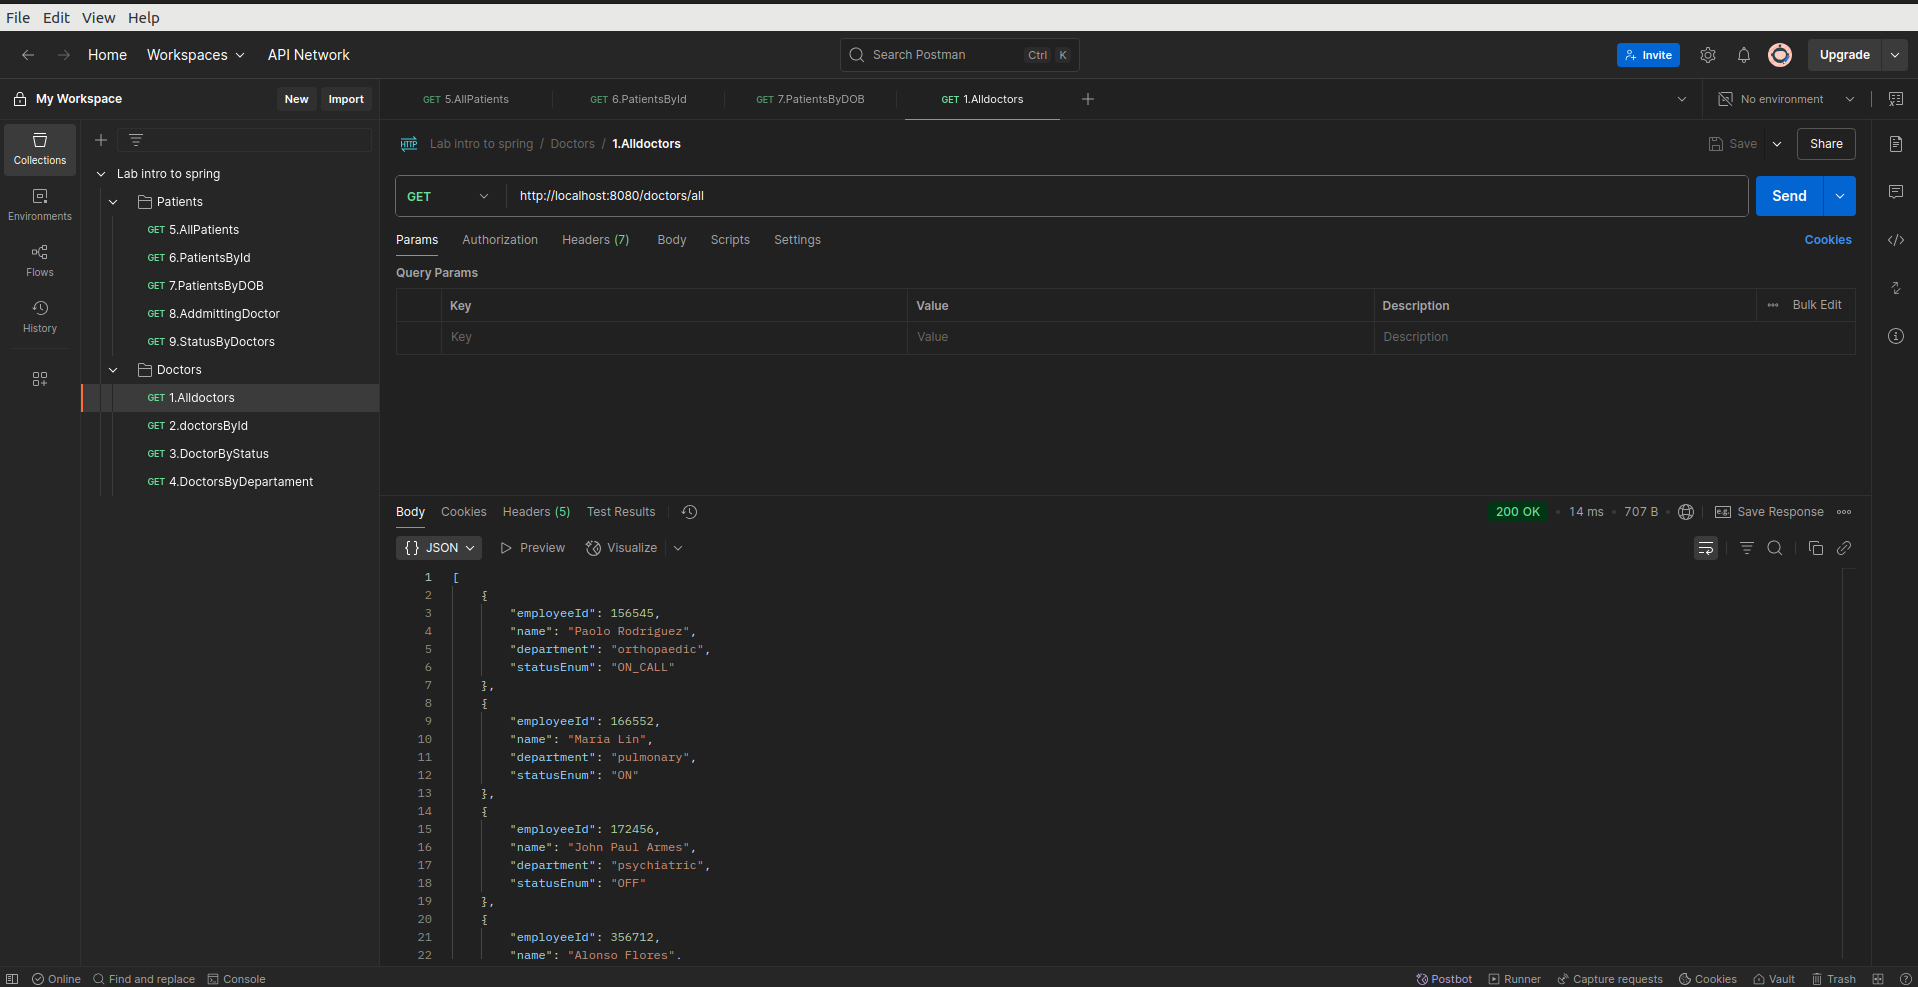 File Edit View Help
Home Workspaces API Network Search Postman Ctrl K Invite Upgrade
My Workspace New Import GET 5.AllPatients GET 6.PatientsById GET 7.PatientsByDOB GET 1.Alldoctors No environment
Collections
Environments
Flows
History
Lab intro to spring
Patients
GET 5.AllPatients
GET 6.PatientsById
GET 7.PatientsByDOB
GET 8.AddmittingDoctor
GET 9.StatusByDoctors
Doctors
GET 1.Alldoctors
GET 2.doctorsById
GET 3.DoctorByStatus
GET 4.DoctorsByDepartament
HTTP Lab intro to spring / Doctors / 1.Alldoctors Save Share
GET http://localhost:8080/doctors/all Send
Params Authorization Headers (7) Body Scripts Settings Cookies
Query Params
Key Value Description Bulk Edit
Key Value Description
Body Cookies Headers (5) Test Results 200 OK 14 ms 707 B e.g. Save Response
{} JSON Preview Visualize
1 [
2 {
3 "employeeId": 156545,
4 "name": "Paolo Rodriguez",
5 "department": "orthopaedic",
6 "statusEnum": "ON_CALL"
7 },
8 {
9 "employeeId": 166552,
10 "name": "Maria Lin",
11 "department": "pulmonary",
12 "statusEnum": "ON"
13 },
14 {
15 "employeeId": 172456,
16 "name": "John Paul Armes",
17 "department": "psychiatric",
18 "statusEnum": "OFF"
19 },
20 {
21 "employeeId": 356712,
22 "name": "Alonso Flores",
Online Find and replace Console Postbot Runner Capture requests Cookies Vault Trash